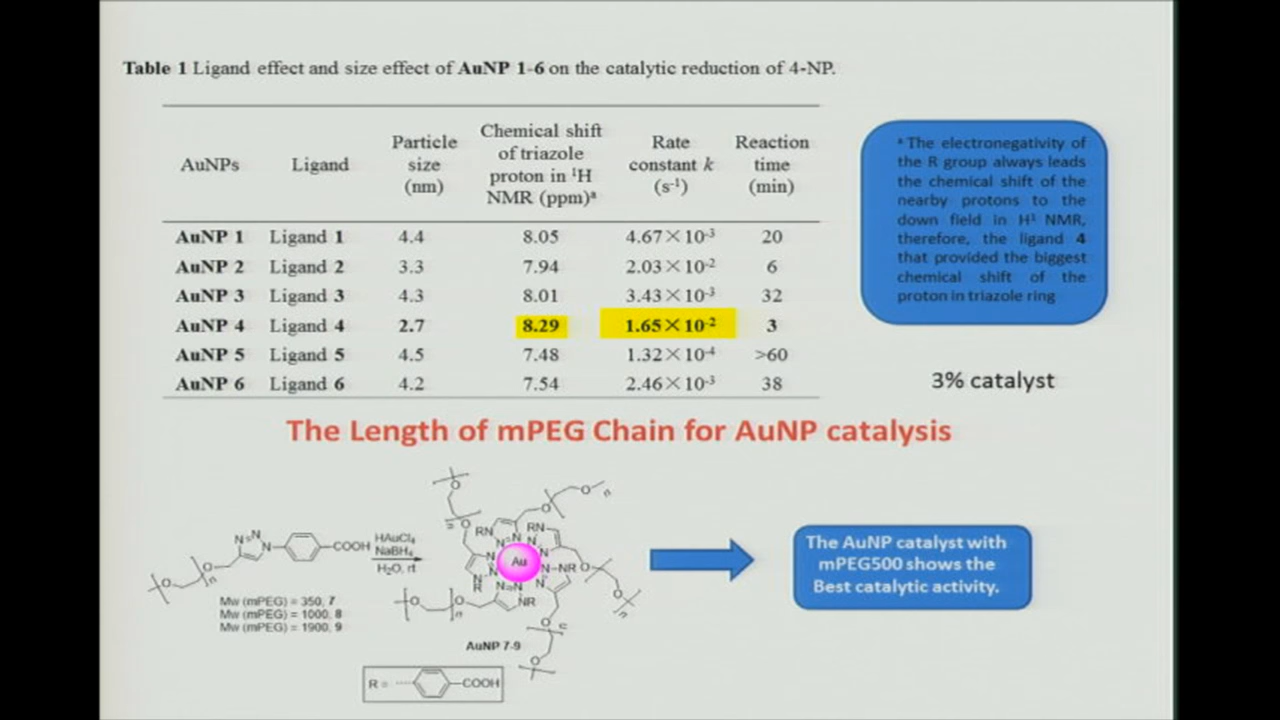 Table 1 Ligand effect and size effect of AuNP 1-6 on the catalytic reduction of 4-NP.
AuNPs Ligand Particle size (nm) Chemical shift of triazole proton in ¹H NMR (ppm)ᵃ Rate constant k (s⁻¹) Reaction time (min)
AuNP 1 Ligand 1 4.4 8.05 4.67×10⁻³ 20
AuNP 2 Ligand 2 3.3 7.94 2.03×10⁻² 6
AuNP 3 Ligand 3 4.3 8.01 3.43×10⁻³ 32
AuNP 4 Ligand 4 2.7 8.29 1.65×10⁻² 3
AuNP 5 Ligand 5 4.5 7.48 1.32×10⁻⁴ >60
AuNP 6 Ligand 6 4.2 7.54 2.46×10⁻³ 38
ᵃ The electronegativity of
the R group always leads
the chemical shift of the
nearby protons to the
down field in H¹ NMR,
therefore, the ligand 4
that provided the biggest
chemical shift of the
proton in triazole ring
3% catalyst
The Length of mPEG Chain for AuNP catalysis
COOH
HAuCl₄
NaBH₄
H₂O, rt
Mw (mPEG) = 350, 7
Mw (mPEG) = 1000, 8
Mw (mPEG) = 1900, 9
Au
AuNP 7-9
R =
COOH
The AuNP catalyst with
mPEG500 shows the
Best catalytic activity.